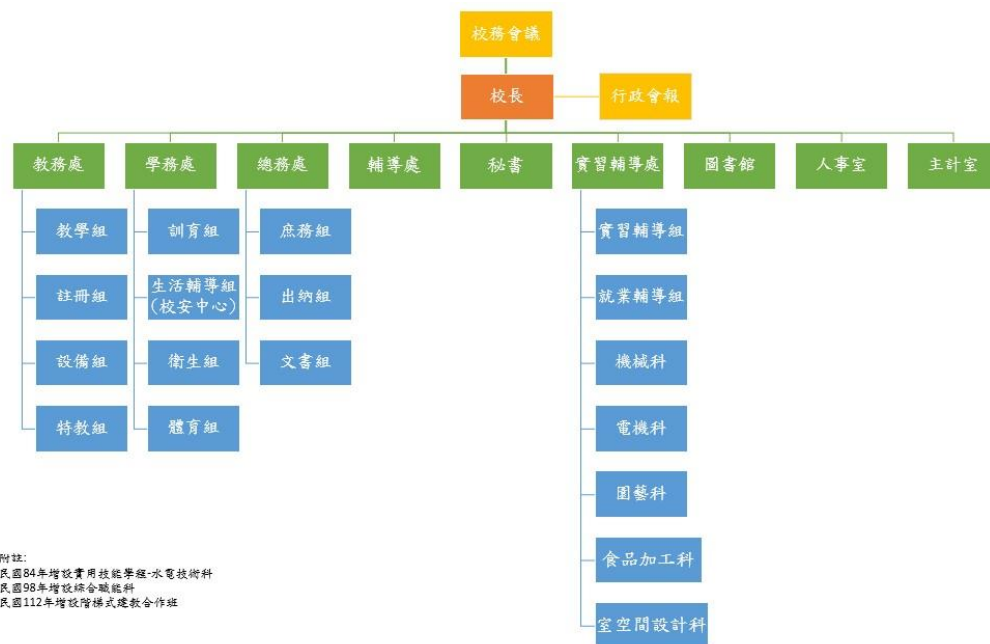 校務會議
校長
行政會報
教務處
學務處
總務處
輔導處
秘書
實習輔導處
圖書館
人事室
主計室
教學組
註冊組
設備組
特教組
訓育組
生活輔導組
(校安中心)
衛生組
體育組
庶務組
出納組
文書組
實習輔導組
就業輔導組
機械科
電機科
園藝科
食品加工科
室空間設計科
附註:
民國84年增設實用技能學程-水電技術科
民國98年增設綜合職能科
民國112年增設階梯式建教合作班